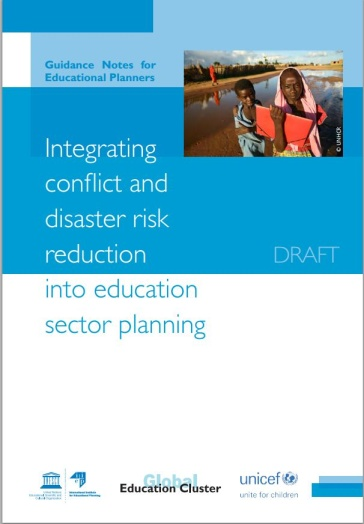 Guidance Notes for
Educational Planners
© UNHCR
Integrating
conflict and
disaster risk
reduction
DRAFT
into education
sector planning
Global
Education Cluster
unicef
unite for children